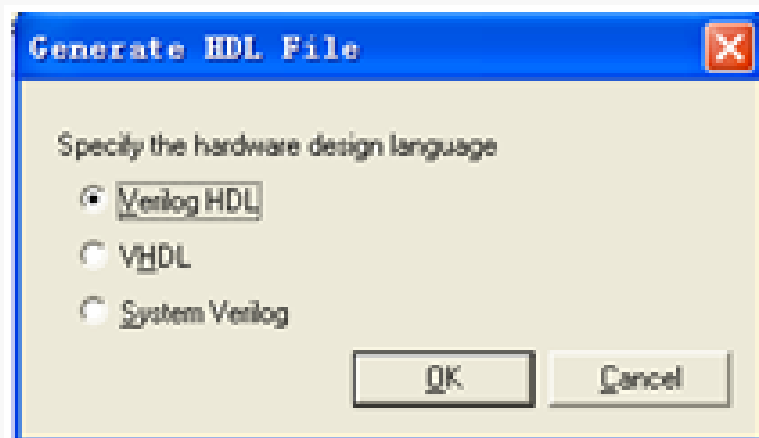 Generate HDL File
Specify the hardware design language
Verilog HDL
VHDL
System Verilog
OK Cancel